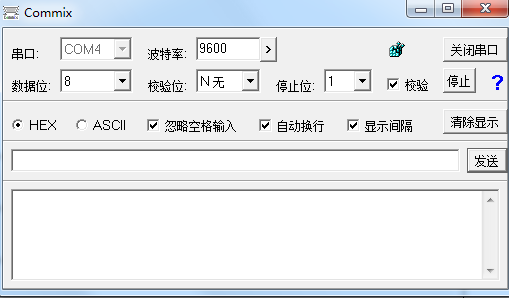 Commix
串口: COM4 波特率: 9600 > 关闭串口
数据位: 8 校验位: N 无 停止位: 1 校验 停止 ?
HEX ASCII 忽略空格输入 自动换行 显示间隔 清除显示
发送